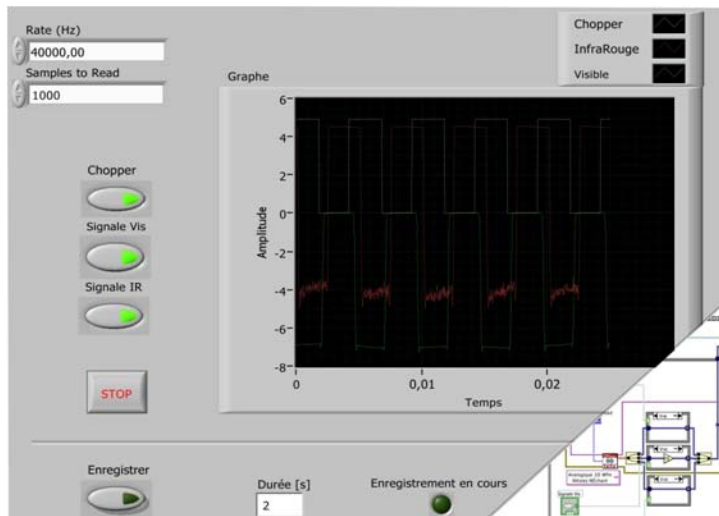 Rate (Hz)
40000,00
Samples to Read
1000
Chopper
InfraRouge
Visible
Graphe
6
4
2
0
-2
-4
-6
-8
Amplitude
0
0,01
0,02
Temps
Chopper
Signale Vis
Signale IR
STOP
Enregistrer
Durée [s]
2
Enregistrement en cours
Signale Vis